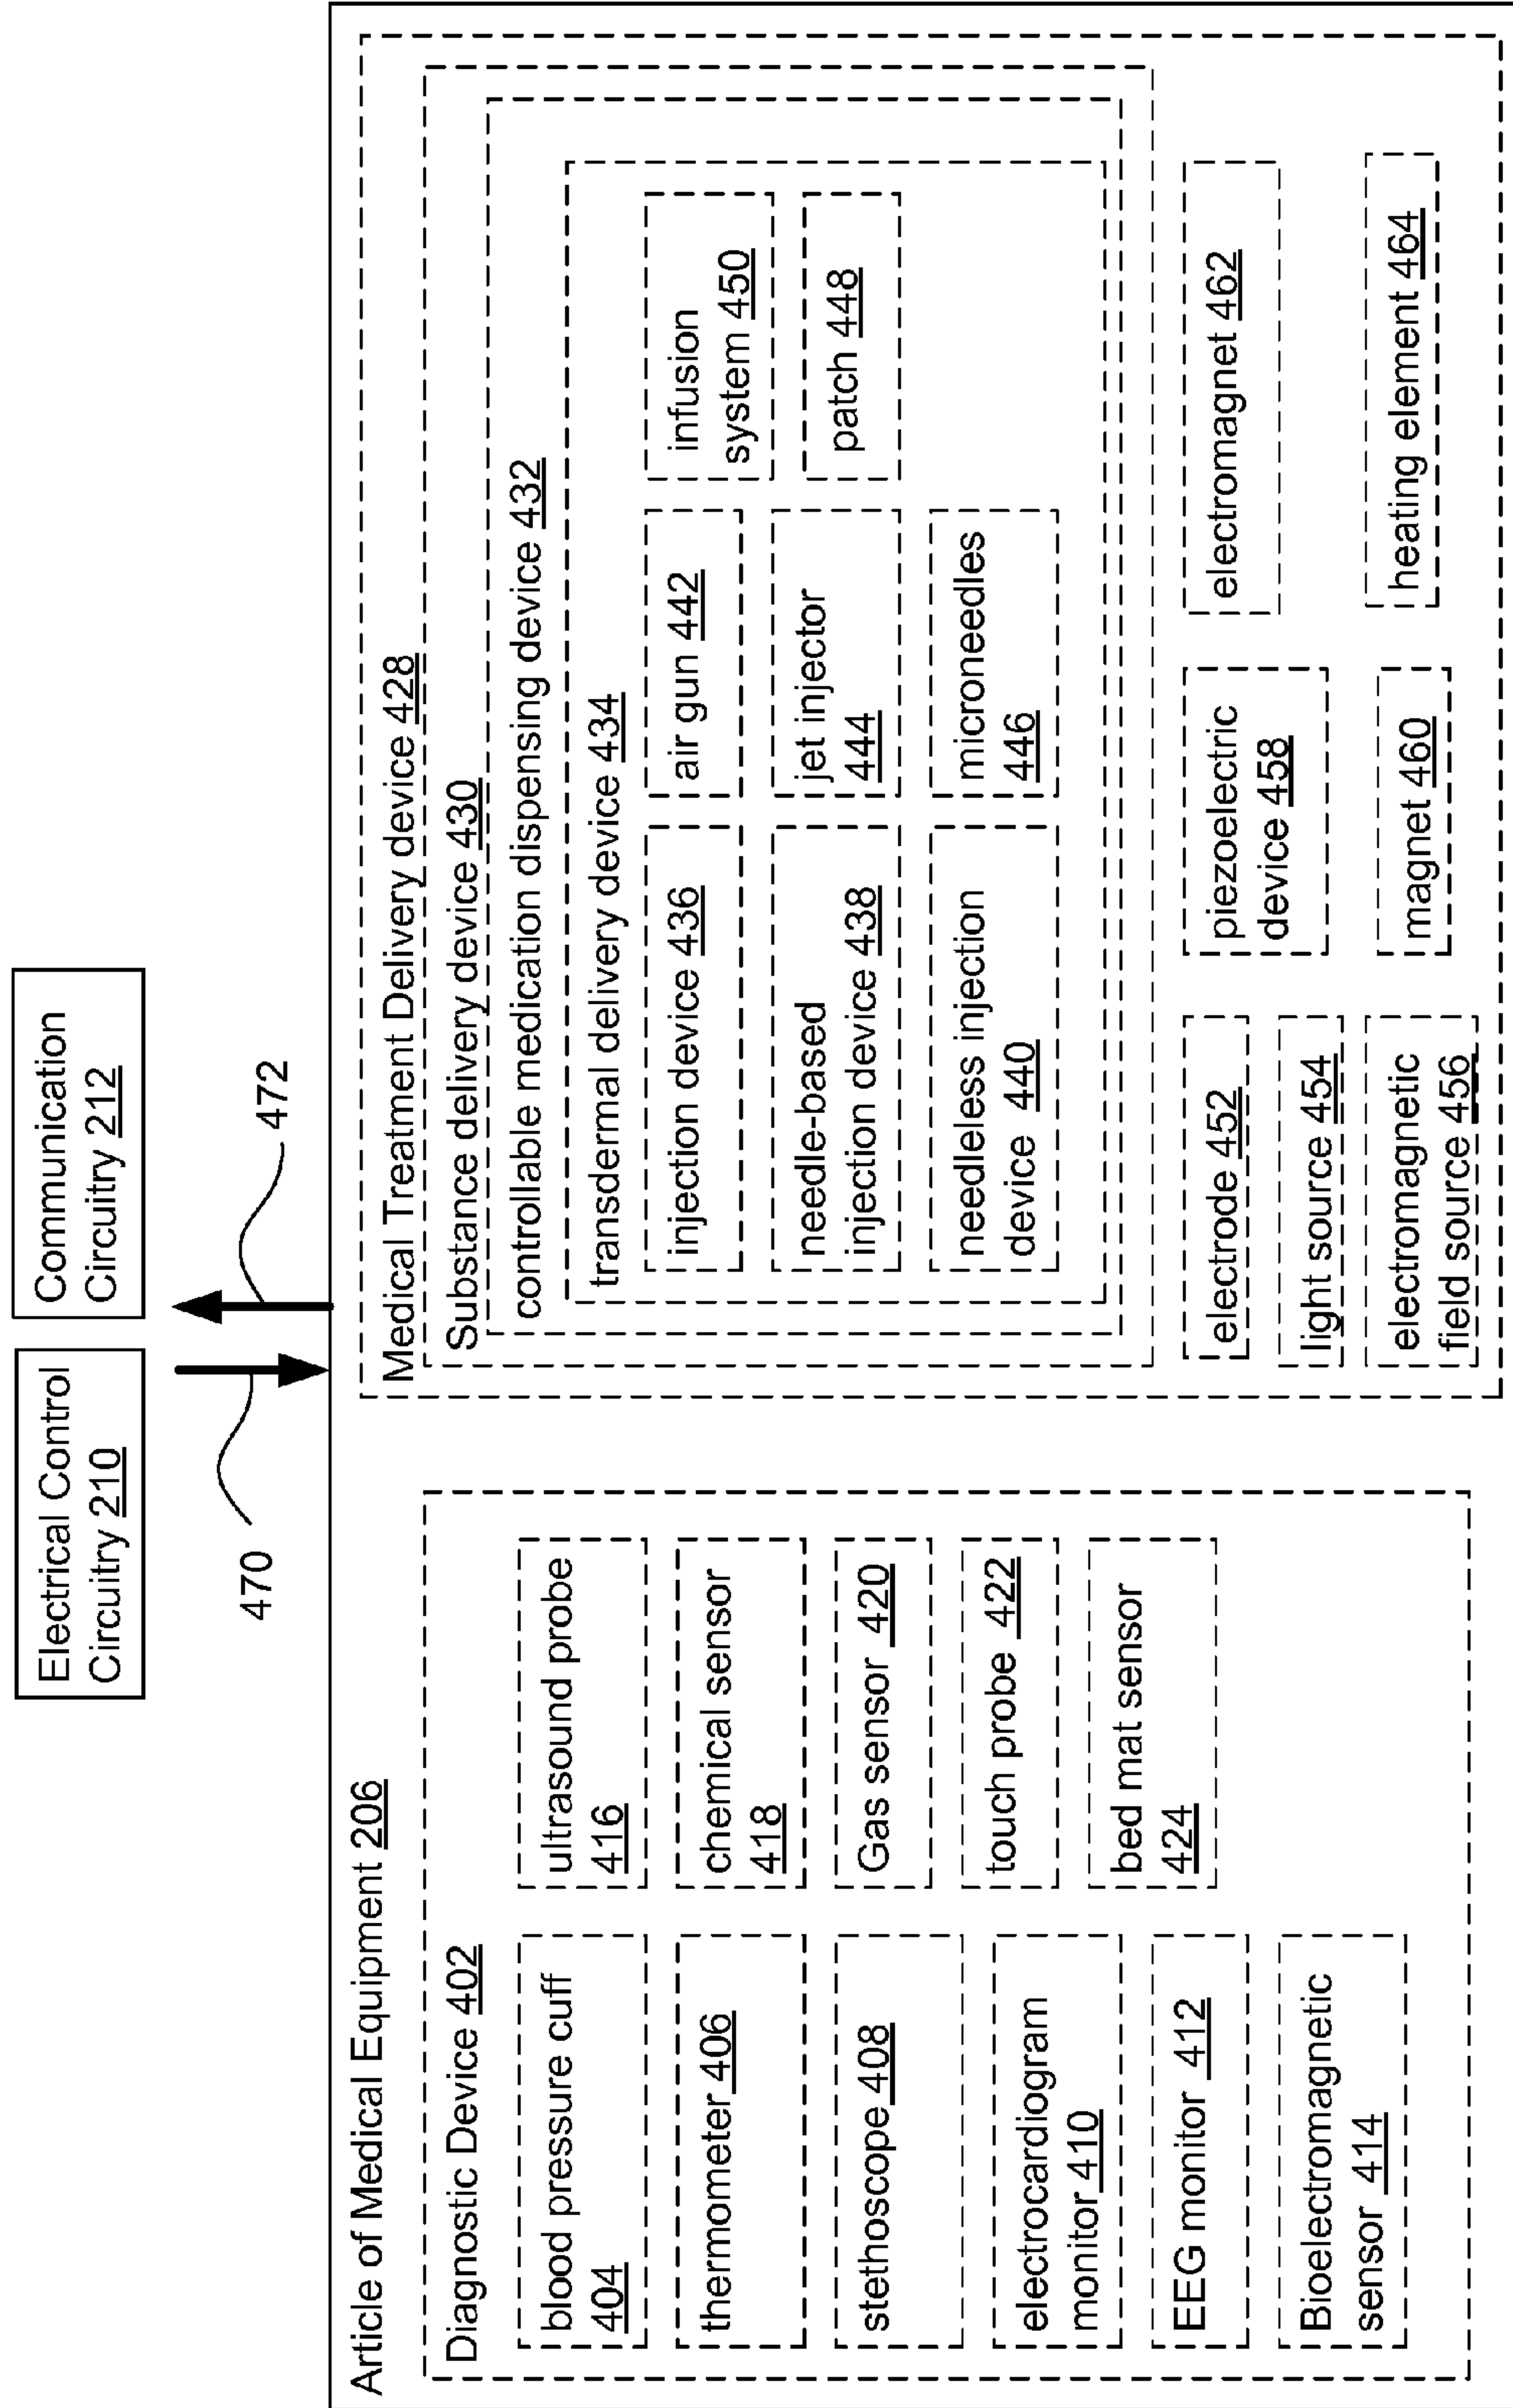 Electrical Control
Circuitry 210
Communication
Circuitry 212
470
472
Article of Medical Equipment 206
Diagnostic Device 402
blood pressure cuff
404
thermometer 406
stethoscope 408
electrocardiogram
monitor 410
EEG monitor 412
Bioelectromagnetic
sensor 414
ultrasound probe
416
chemical sensor
418
Gas sensor 420
touch probe 422
bed mat sensor
424
Medical Treatment Delivery device 428
Substance delivery device 430
controllable medication dispensing device 432
transdermal delivery device 434
injection device 436
needle-based
injection device 438
needleless injection
device 440
air gun 442
jet injector
444
microneedles
446
infusion
system 450
patch 448
electrode 452
light source 454
electromagnetic
field source 456
piezoelectric
device 458
magnet 460
electromagnet 462
heating element 464